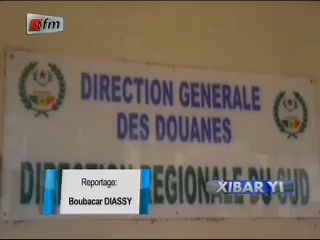 tfm
DIRECTION GENERALE
DES DOUANES
DIRECTION REGIONALE DU SUD
Reportage:
Boubacar DIASSY
XIBAR YI